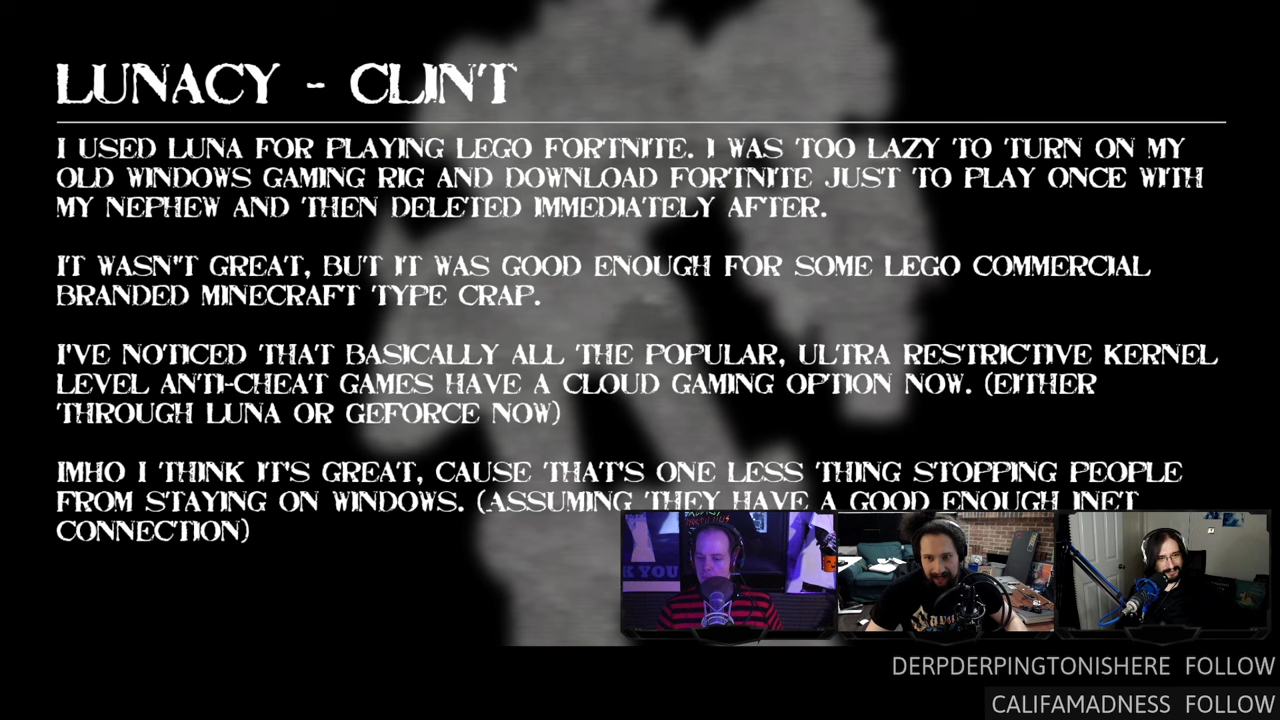 LUNACY - CLINT
I USED LUNA FOR PLAYING LEGO FORTNITE. I WAS TOO LAZY TO TURN ON MY
OLD WINDOWS GAMING RIG AND DOWNLOAD FORTNITE JUST TO PLAY ONCE WITH
MY NEPHEW AND THEN DELETED IMMEDIATELY AFTER.
IT WASN'T GREAT, BUT IT WAS GOOD ENOUGH FOR SOME LEGO COMMERCIAL
BRANDED MINECRAFT TYPE CRAP.
I'VE NOTICED THAT BASICALLY ALL THE POPULAR, ULTRA RESTRICTIVE KERNEL
LEVEL ANTI-CHEAT GAMES HAVE A CLOUD GAMING OPTION NOW. (EITHER
THROUGH LUNA OR GEFORCE NOW)
IMHO I THINK IT'S GREAT, CAUSE THAT'S ONE LESS THING STOPPING PEOPLE
FROM STAYING ON WINDOWS. (ASSUMING THEY HAVE A GOOD ENOUGH INET
CONNECTION)
K YOU
DERPDERPINGTONISHERE FOLLOW
CALIFAMADNESS FOLLOW